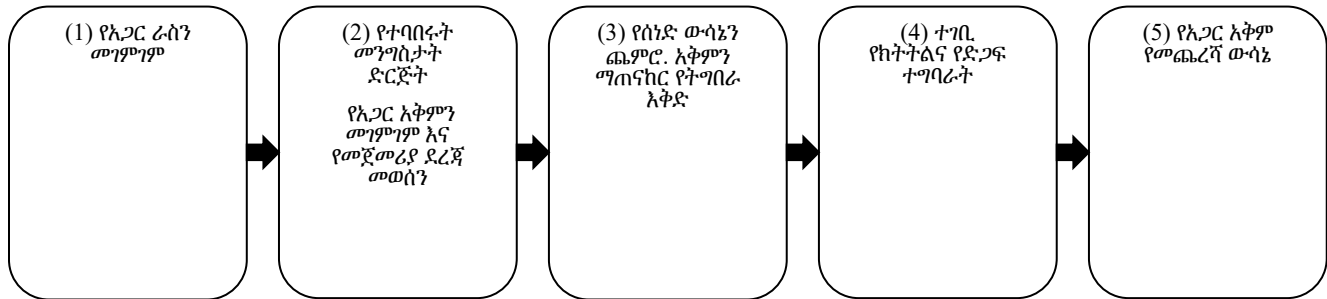 (1) የአጋር ራስን
መገምገም
(2) የተባበሩት
መንግስታት
ድርጅት
የአጋር አቅምን
መገምገም እና
የመጀመሪያ ደረጃ
መወሰን
(3) የሰነድ ውሳኔን
ጨምሮ. አቅምን
ማጠናከር የትግበራ
እቅድ
(4) ተገቢ
የክትትልና የድጋፍ
ተግባራት
(5) የአጋር አቅም
የመጨረሻ ውሳኔ